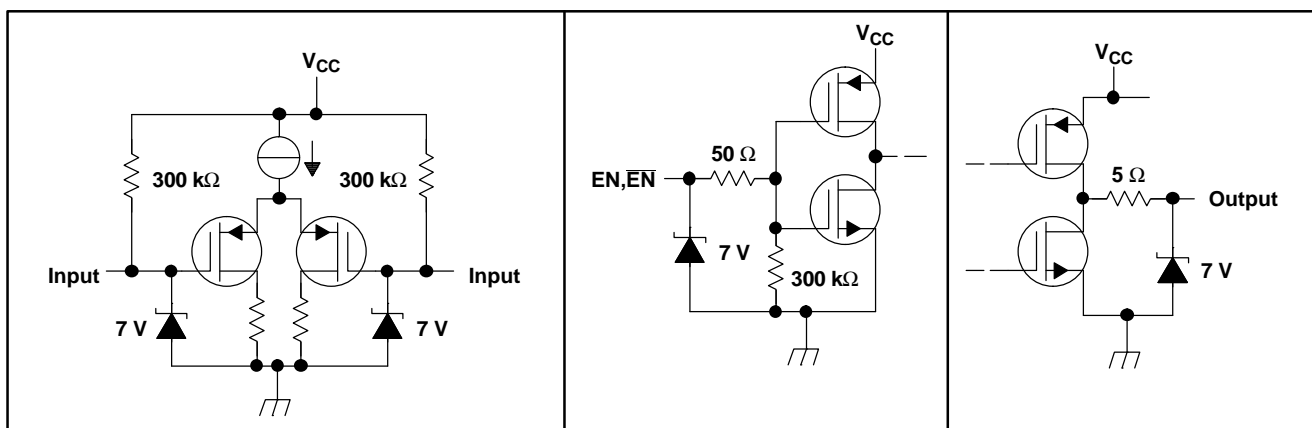 VCC
300 kΩ 300 kΩ
Input Input
7 V 7 V
VCC
50 Ω
EN,E̅N̅
7 V
300 kΩ
VCC
5 Ω
Output
7 V